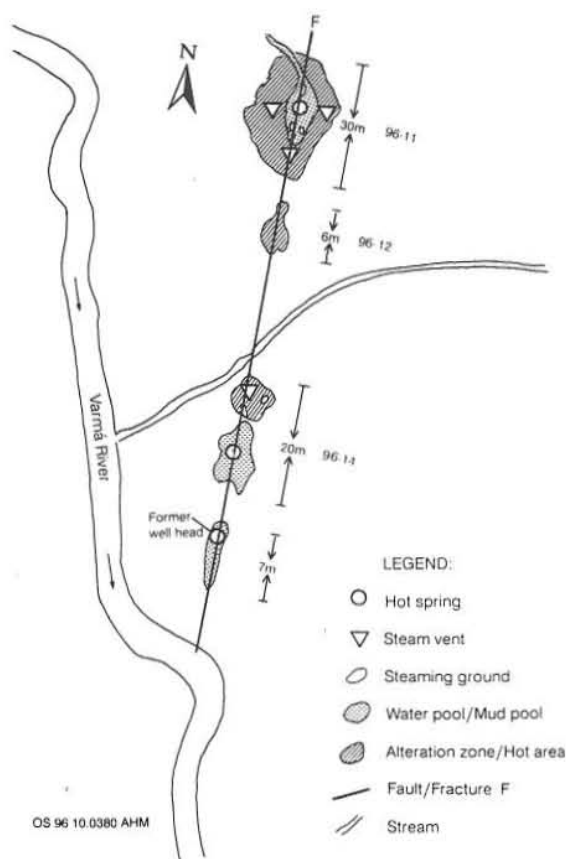 F
N
30m 96-11
6m 96-12
Varmá River
20m 96-14
Former
well head
7m
LEGEND:
Hot spring
Steam vent
Steaming ground
Water pool/Mud pool
Alteration zone/Hot area
Fault/Fracture F
Stream
OS 96 10.0380 AHM